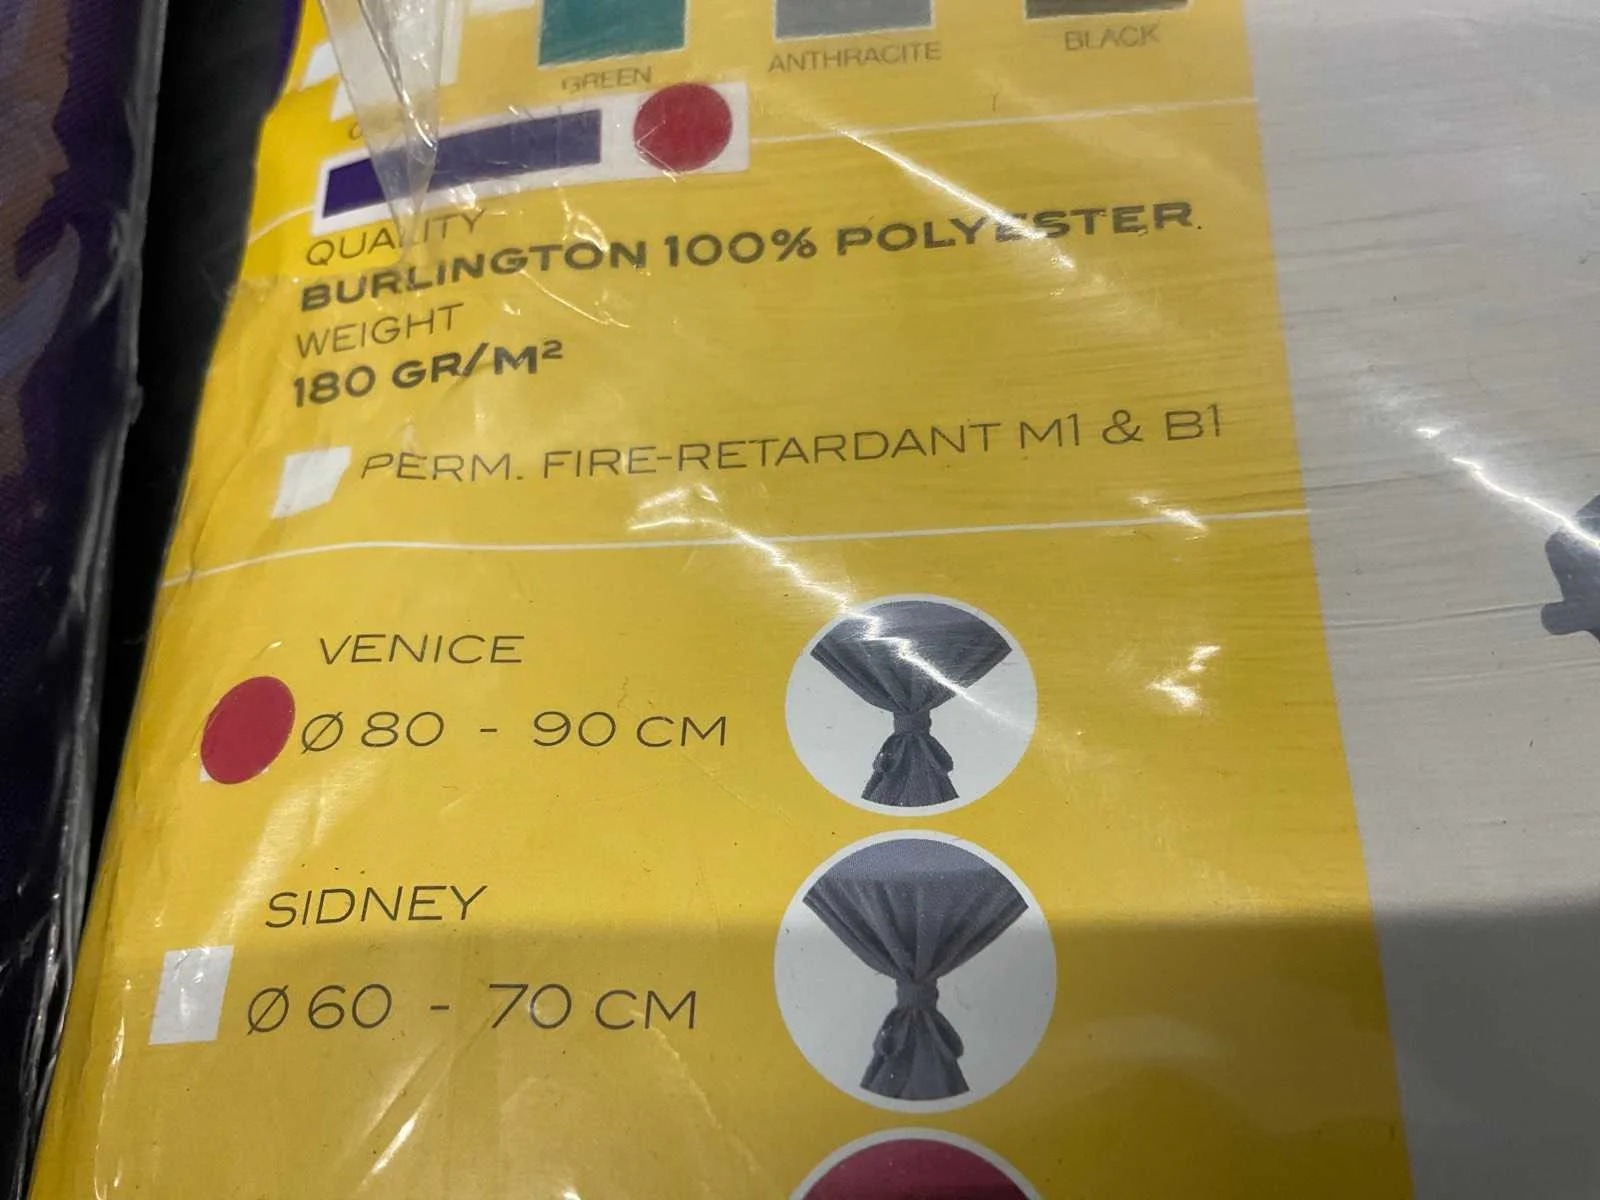 GREEN
ANTHRACITE
BLACK
QUALITY
BURLINGTON 100% POLYESTER
WEIGHT
180 GR/M²
PERM. FIRE-RETARDANT M1 & B1
VENICE
Ø 80 - 90 CM
SIDNEY
Ø 60 - 70 CM